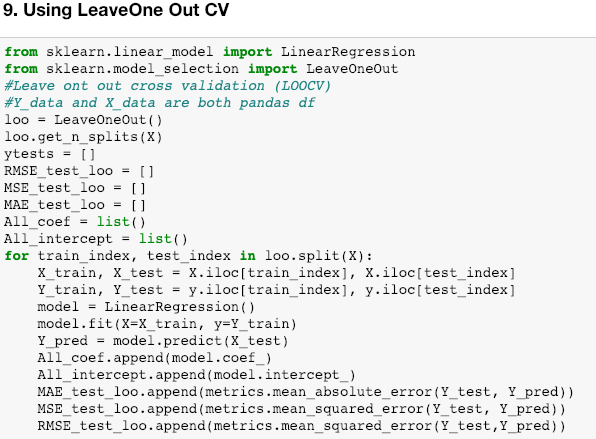 9. Using LeaveOne Out CV
from sklearn.linear_model import LinearRegression
from sklearn.model_selection import LeaveOneOut
#Leave ont out cross validation (LOOCV)
#Y_data and X_data are both pandas df
loo = LeaveOneOut()
loo.get_n_splits(X)
ytests = []
RMSE_test_loo = []
MSE_test_loo = []
MAE_test_loo = []
All_coef = list()
All_intercept = list()
for train_index, test_index in loo.split(X):
    X_train, X_test = X.iloc[train_index], X.iloc[test_index]
    Y_train, Y_test = y.iloc[train_index], y.iloc[test_index]
    model = LinearRegression()
    model.fit(X=X_train, y=Y_train)
    Y_pred = model.predict(X_test)
    All_coef.append(model.coef_)
    All_intercept.append(model.intercept_)
    MAE_test_loo.append(metrics.mean_absolute_error(Y_test, Y_pred))
    MSE_test_loo.append(metrics.mean_squared_error(Y_test, Y_pred))
    RMSE_test_loo.append(metrics.mean_squared_error(Y_test,Y_pred))